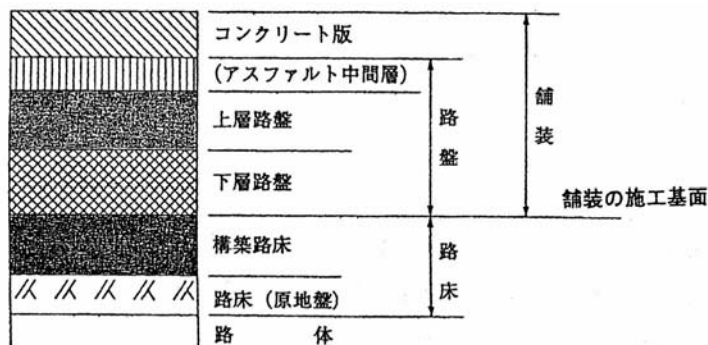 コンクリート版
(アスファルト中間層)
上層路盤
下層路盤
構築路床
路床 (原地盤)
路 体
路盤
路床
舗装
舗装の施工基面